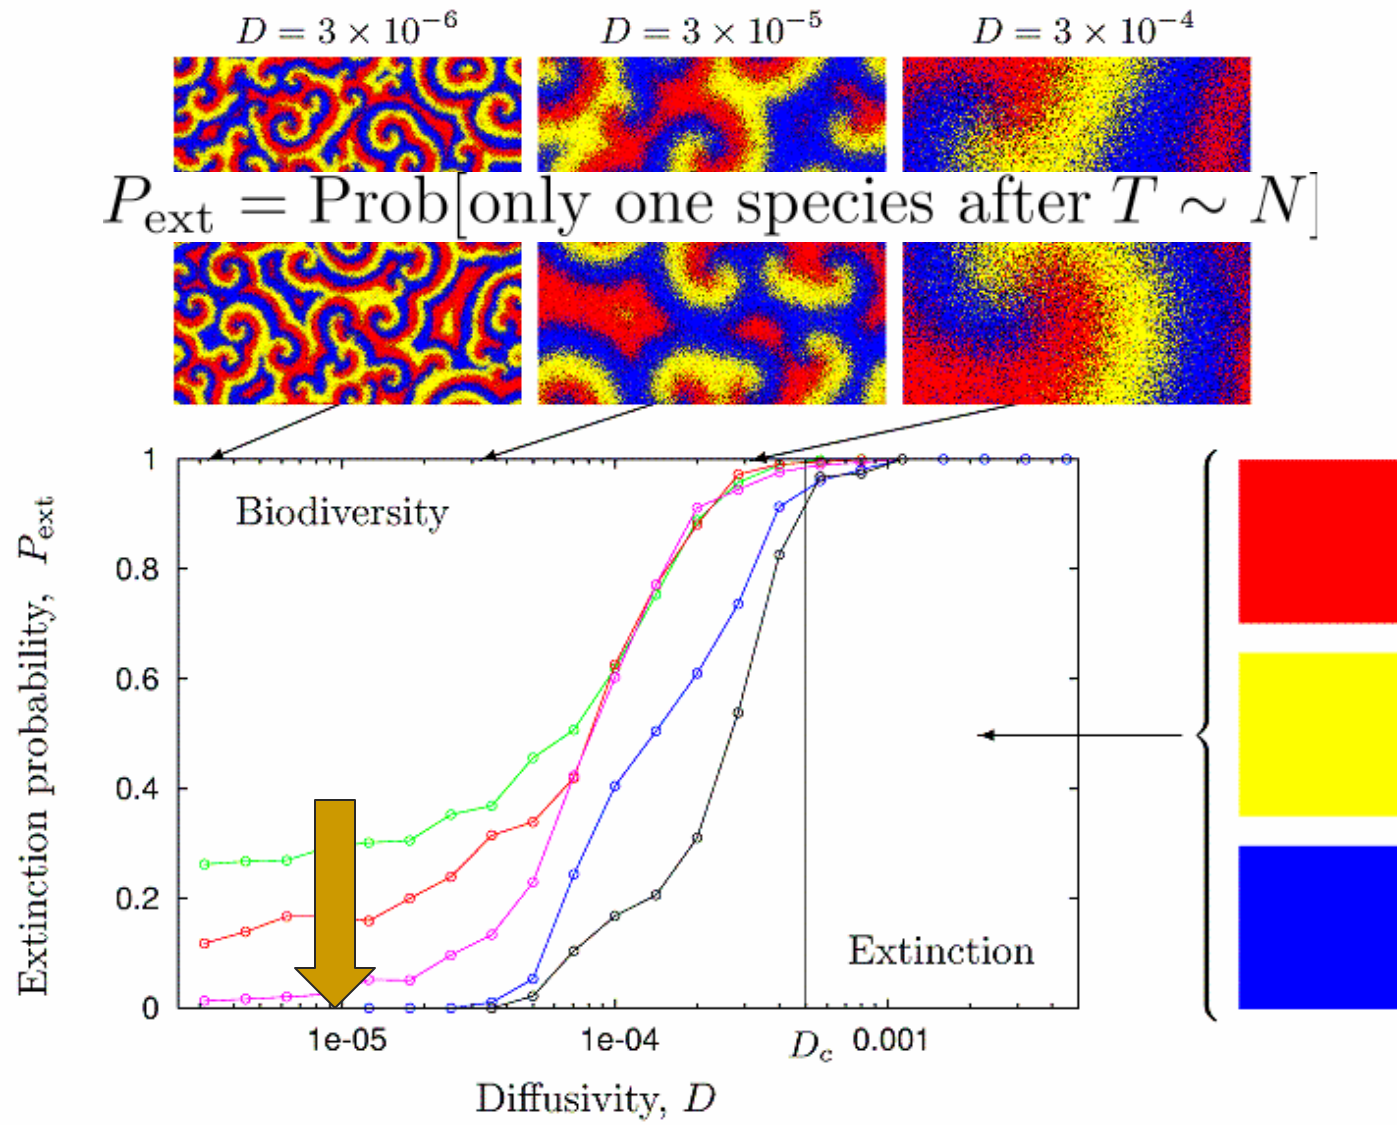 D = 3 × 10⁻⁶ D = 3 × 10⁻⁵ D = 3 × 10⁻⁴
P_ext = Prob[only one species after T ∼ N]
Extinction probability, P_ext
1
0.8
0.6
0.4
0.2
0
Biodiversity
Extinction
1e-05 1e-04 D_c 0.001
Diffusivity, D